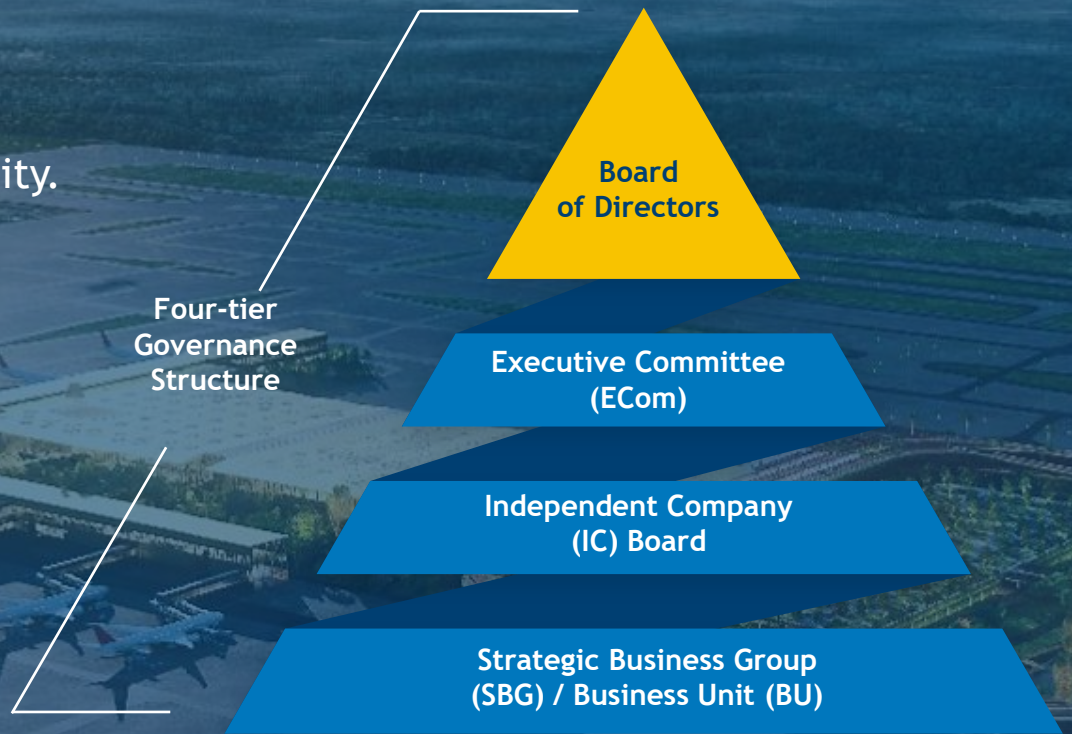 ity.
Board
of Directors
Four-tier
Governance
Structure
Executive Committee
(ECom)
Independent Company
(IC) Board
Strategic Business Group
(SBG) / Business Unit (BU)